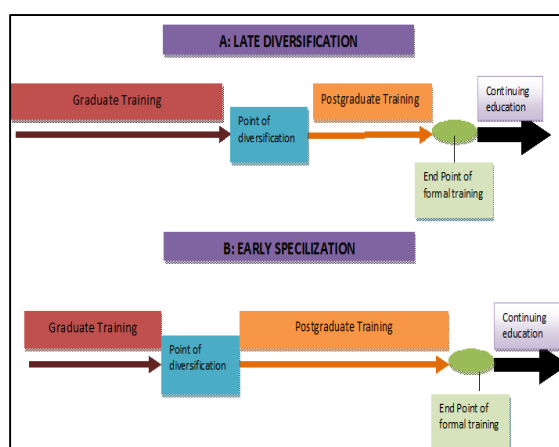 A: LATE DIVERSIFICATION
Graduate Training
Postgraduate Training
Continuing
education
Point of
diversification
End Point of
formal training
B: EARLY SPECILIZATION
Graduate Training
Postgraduate Training
Continuing
education
Point of
diversification
End Point of
formal training